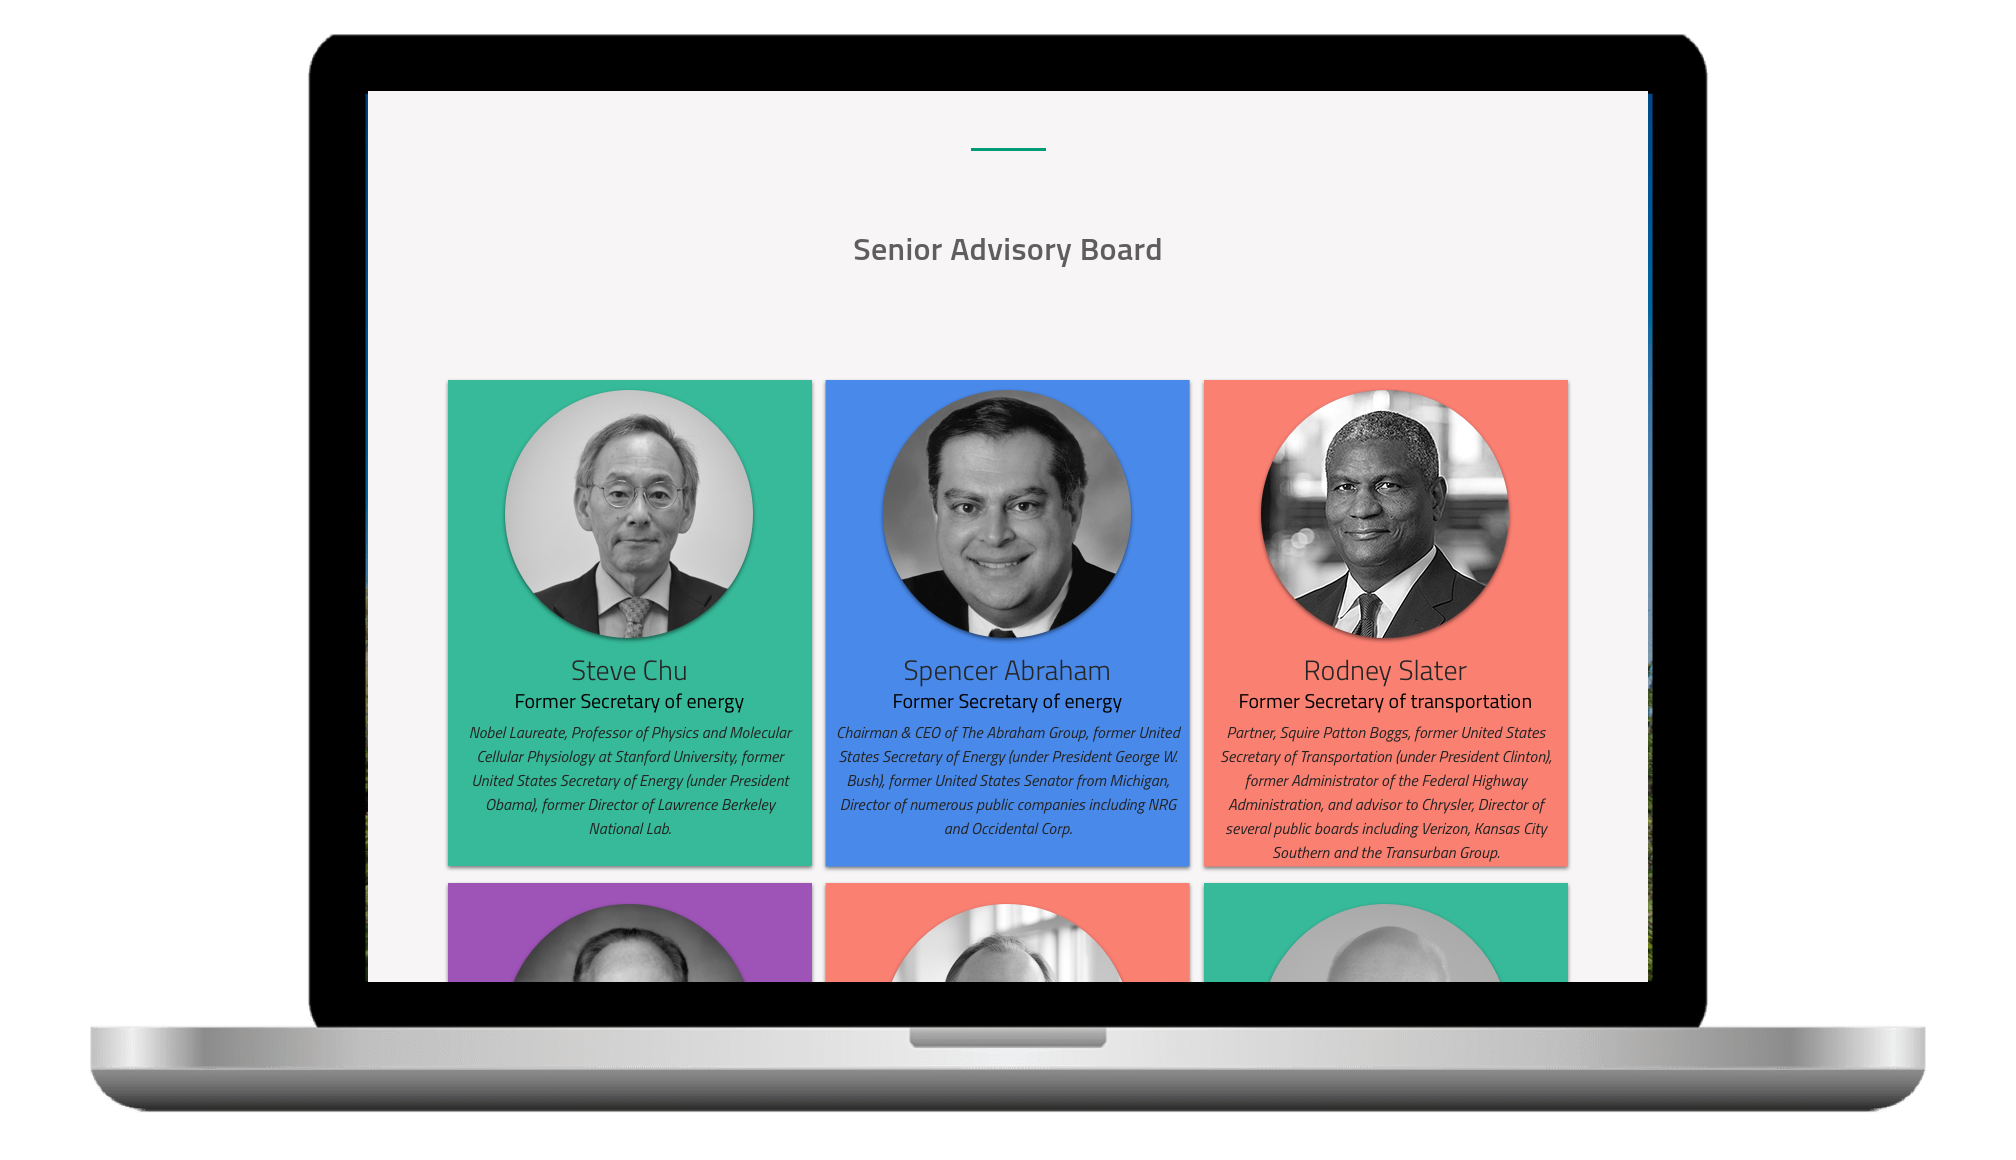 Senior Advisory Board
Steve Chu
Former Secretary of energy
Nobel Laureate, Professor of Physics and Molecular
Cellular Physiology at Stanford University, former
United States Secretary of Energy (under President
Obama), former Director of Lawrence Berkeley
National Lab.
Spencer Abraham
Former Secretary of energy
Chairman & CEO of The Abraham Group, former United
States Secretary of Energy (under President George W.
Bush), former United States Senator from Michigan,
Director of numerous public companies including NRG
and Occidental Corp.
Rodney Slater
Former Secretary of transportation
Partner, Squire Patton Boggs, former United States
Secretary of Transportation (under President Clinton),
former Administrator of the Federal Highway
Administration, and advisor to Chrysler, Director of
several public boards including Verizon, Kansas City
Southern and the Transurban Group.